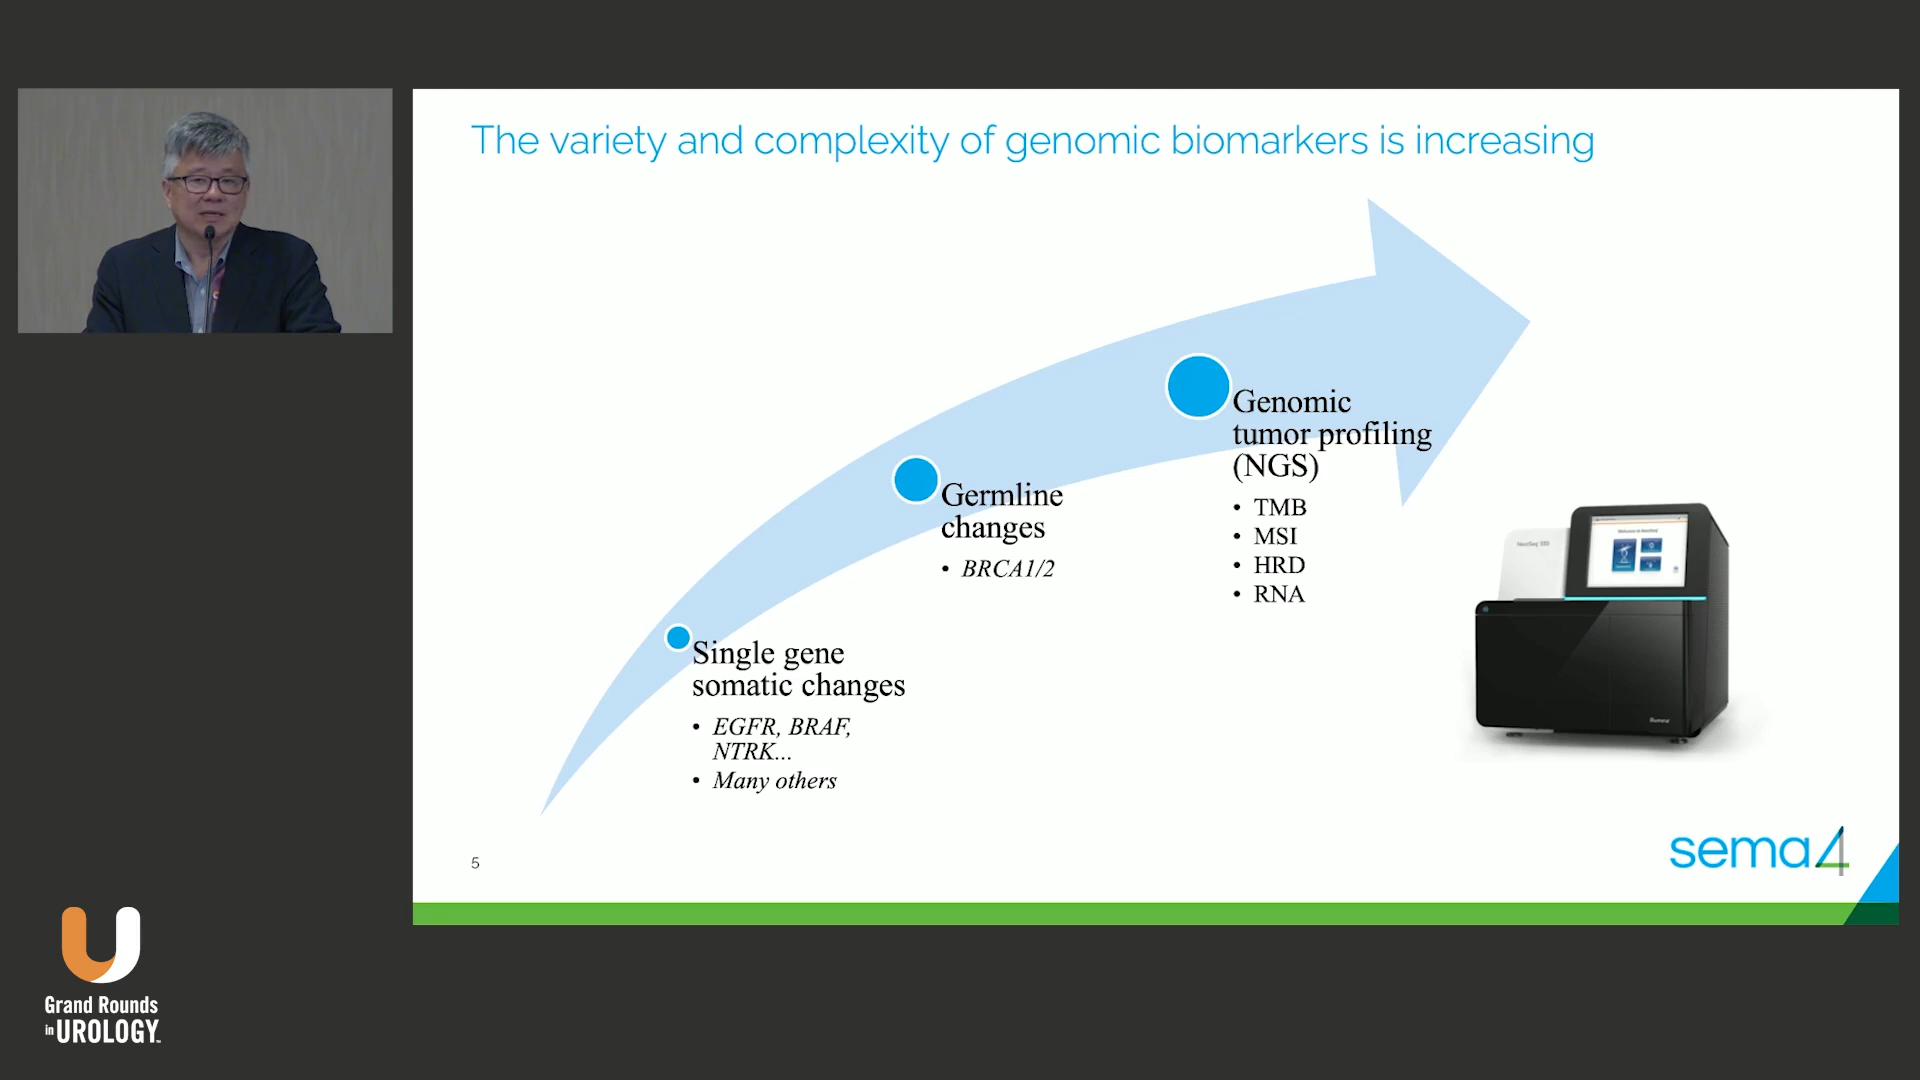 The variety and complexity of genomic biomarkers is increasing
Genomic
tumor profiling
(NGS)
• TMB
• MSI
• HRD
• RNA
Germline
changes
• BRCA1/2
Single gene
somatic changes
• EGFR, BRAF,
NTRK...
• Many others
5
sema4
Grand Rounds
in UROLOGY